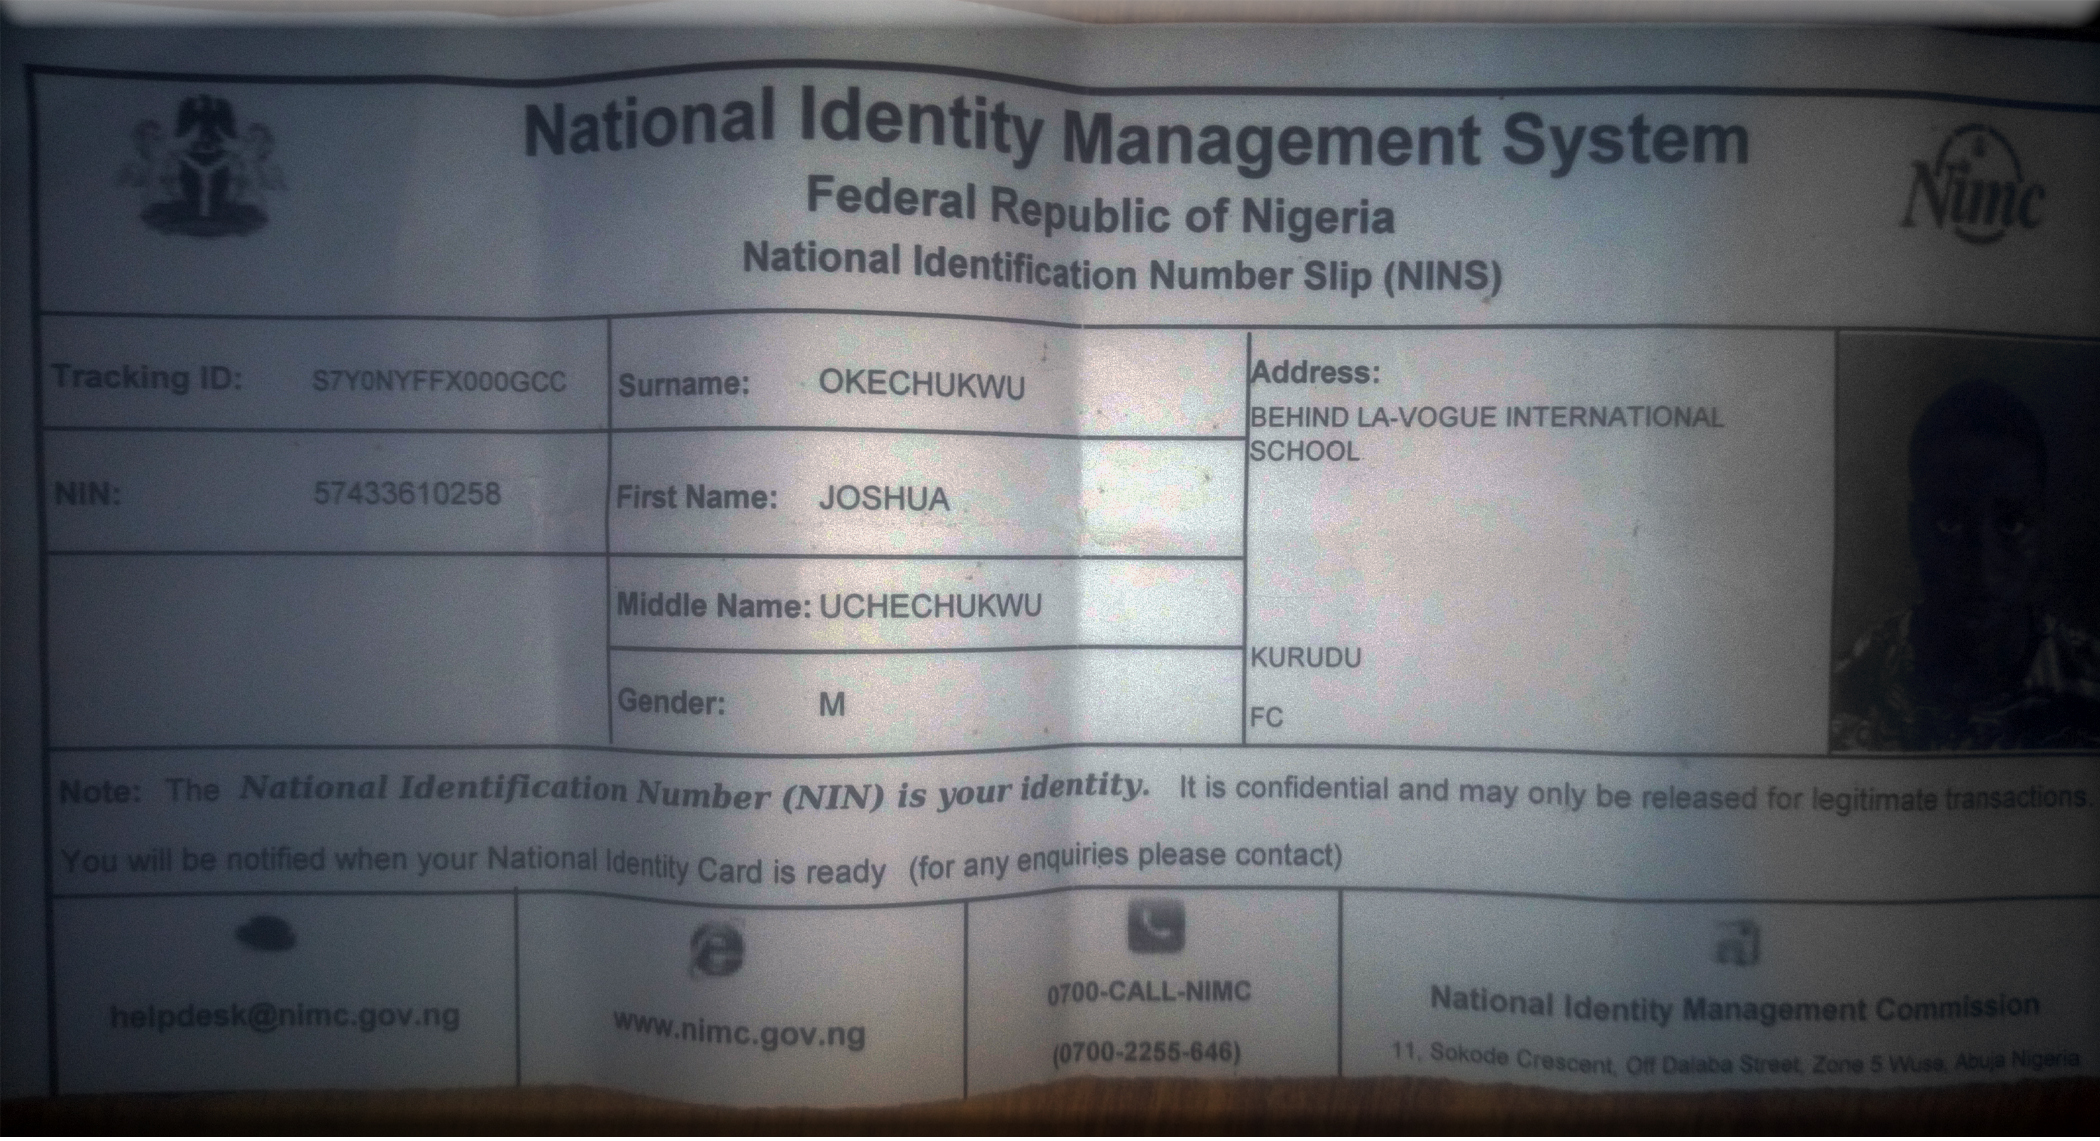 National Identity Management System
Federal Republic of Nigeria
National Identification Number Slip (NINS)
Nimc
Tracking ID: S7Y0NYFFX000GCC
Surname: OKECHUKWU
Address:
BEHIND LA-VOGUE INTERNATIONAL
SCHOOL
NIN: 57433610258
First Name: JOSHUA
Middle Name: UCHECHUKWU
KURUDU
Gender: M
FC
Note: The National Identification Number (NIN) is your identity. It is confidential and may only be released for legitimate transactions.
You will be notified when your National Identity Card is ready (for any enquiries please contact)
helpdesk@nimc.gov.ng
www.nimc.gov.ng
0700-CALL-NIMC
(0700-2255-646)
National Identity Management Commission
11, Sokode Crescent, Off Dalaba Street, Zone 5 Wuse, Abuja Nigeria